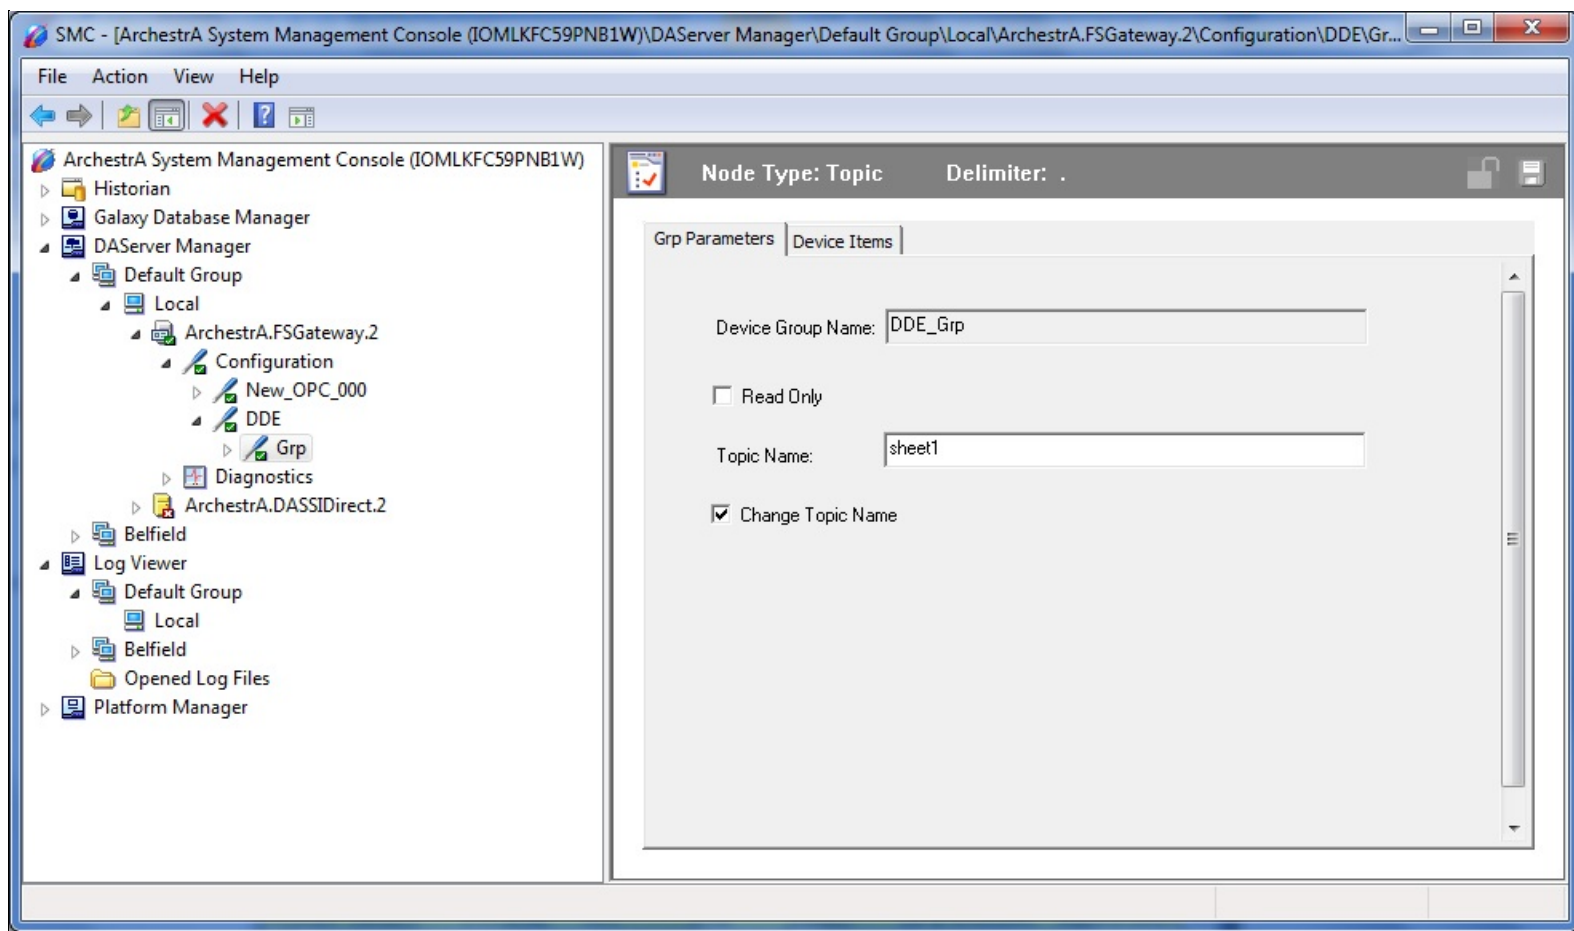 SMC - [ArchestrA System Management Console (IOMLKFC59PNB1W)\DAServer Manager\Default Group\Local\ArchestrA.FSGateway.2\Configuration\DDE\Gr...
File Action View Help
ArchestrA System Management Console (IOMLKFC59PNB1W)
Historian
Galaxy Database Manager
DAServer Manager
Default Group
Local
ArchestrA.FSGateway.2
Configuration
New_OPC_000
DDE
Grp
Diagnostics
ArchestrA.DASSIDirect.2
Belfield
Log Viewer
Default Group
Local
Belfield
Opened Log Files
Platform Manager
Node Type: Topic Delimiter: .
Grp Parameters Device Items
Device Group Name: DDE_Grp
Read Only
Topic Name: sheet1
Change Topic Name